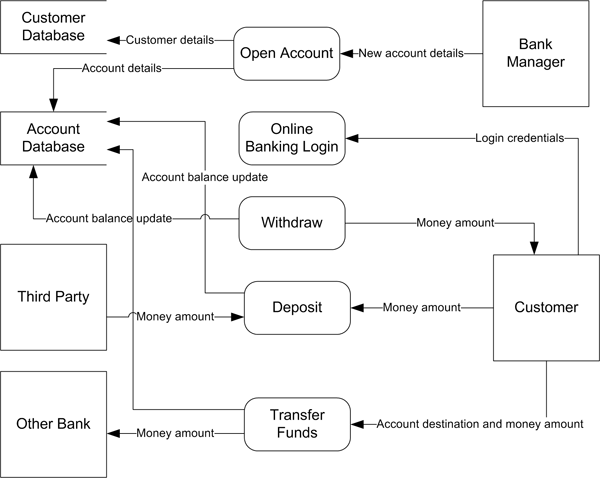 Customer
Database
Customer details
Open Account
New account details
Bank
Manager
Account details
Account
Database
Online
Banking Login
Login credentials
Account balance update
Account balance update
Withdraw
Money amount
Third Party
Money amount
Deposit
Money amount
Customer
Other Bank
Money amount
Transfer
Funds
Account destination and money amount